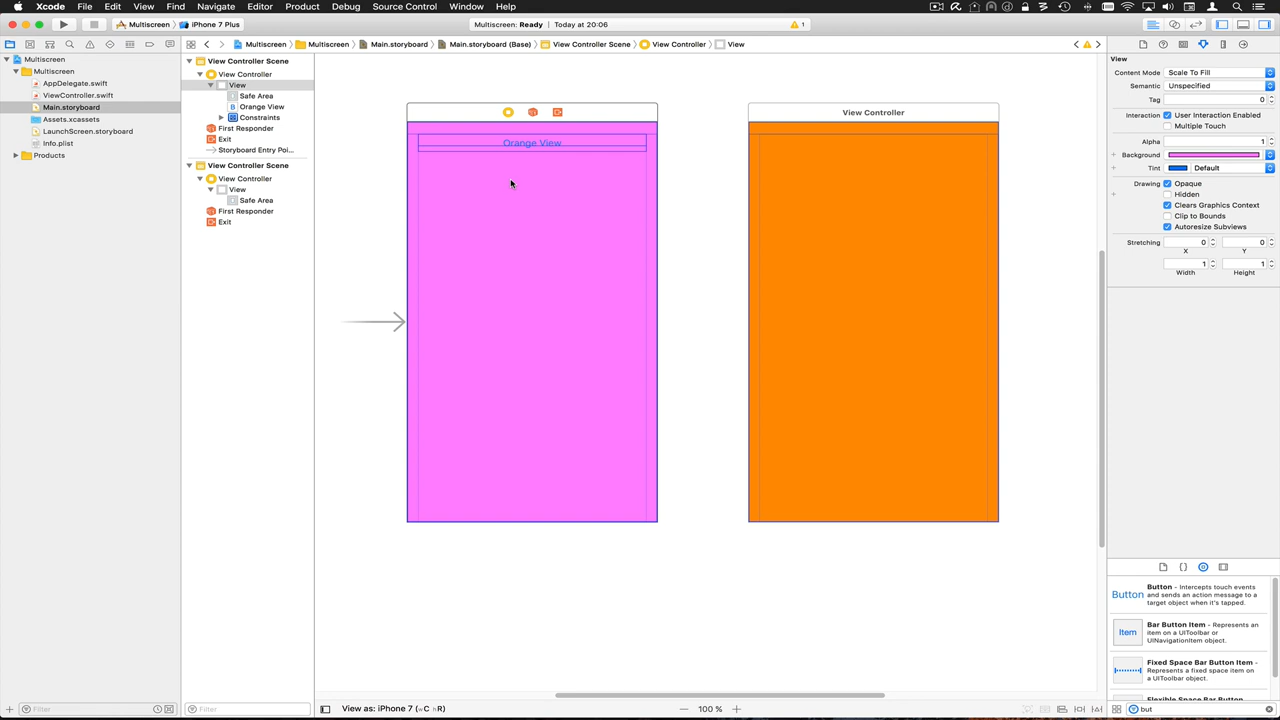 Xcode File Edit View Find Navigate Editor Product Debug Source Control Window Help
Multiscreen iPhone 7 Plus Multiscreen: Ready Today at 20:06 1
Multiscreen Multiscreen Main.storyboard Main.storyboard (Base) View Controller Scene View Controller View
Multiscreen
Multiscreen
AppDelegate.swift
ViewController.swift
Main.storyboard
Assets.xcassets
LaunchScreen.storyboard
Info.plist
Products
View Controller Scene
View Controller
View
Safe Area
B Orange View
Constraints
First Responder
Exit
Storyboard Entry Poi...
View Controller Scene
View Controller
View
Safe Area
First Responder
Exit
Orange View
View Controller
View
Content Mode Scale To Fill
Semantic Unspecified
Tag 0
Interaction User Interaction Enabled
Multiple Touch
Alpha 1
Background
Tint Default
Drawing Opaque
Hidden
Clears Graphics Context
Clip to Bounds
Autoresize Subviews
Stretching 0 0
X Y
1 1
Width Height
Button Button - Intercepts touch events
and sends an action message to a
target object when it's tapped.
Item Bar Button Item - Represents an
item on a UIToolbar or
UINavigationItem object.
Fixed Space Bar Button Item -
Represents a fixed space item on
a UIToolbar object.
Flexible Space Bar Button
Filter Filter View as: iPhone 7 (wC hR) 100 % but